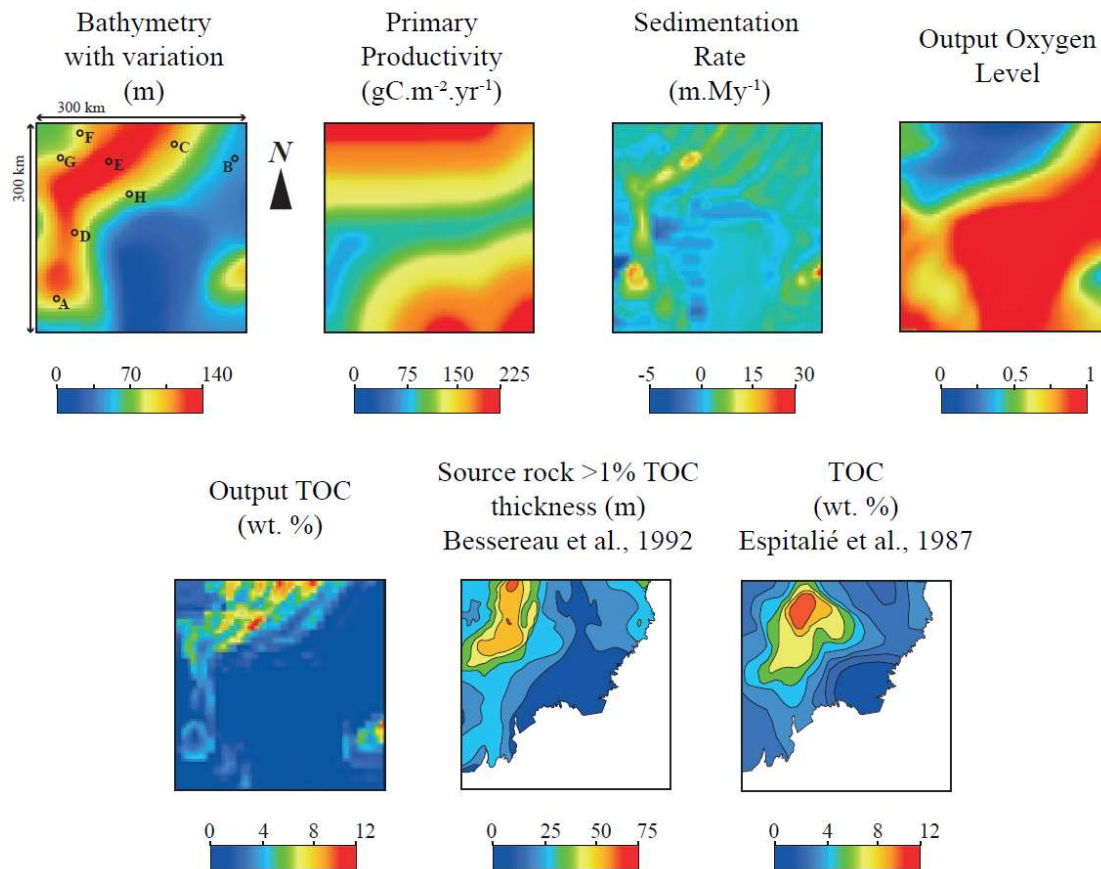 Bathymetry
with variation
(m)
Primary
Productivity
(gC.m-2.yr-1)
Sedimentation
Rate
(m.My-1)
Output Oxygen
Level
300 km
300 km
F
G
E
C
B
H
D
A
N
0 70 140
0 75 150 225
-5 0 15 30
0 0.5 1
Output TOC
(wt. %)
Source rock >1% TOC
thickness (m)
Bessereau et al., 1992
TOC
(wt. %)
Espitalié et al., 1987
0 4 8 12
0 25 50 75
0 4 8 12